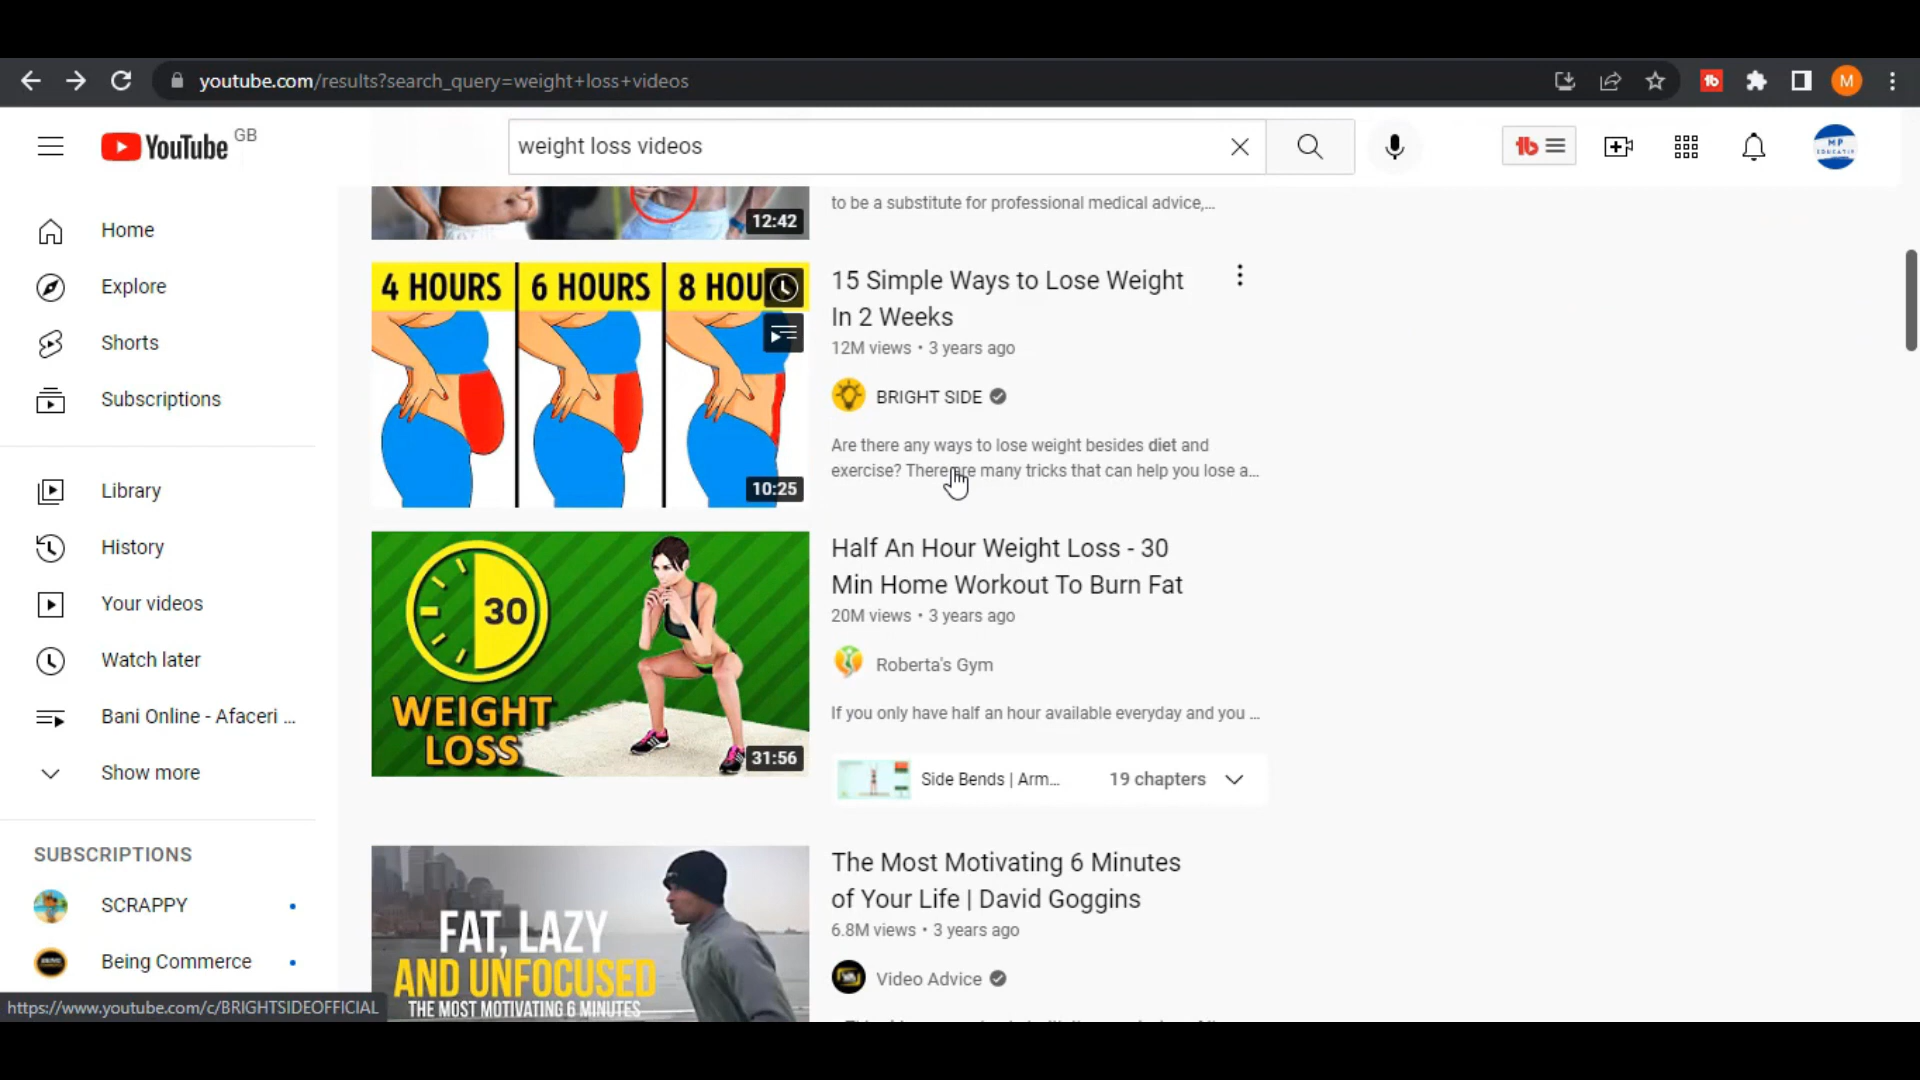 youtube.com/results?search_query=weight+loss+videos
M
YouTube GB
weight loss videos
MP
EDUCATIV
Home
Explore
Shorts
Subscriptions
Library
History
Your videos
Watch later
Bani Online - Afaceri ...
Show more
SUBSCRIPTIONS
SCRAPPY
Being Commerce
https://www.youtube.com/c/BRIGHTSIDEOFFICIAL
12:42
to be a substitute for professional medical advice,...
4 HOURS
6 HOURS
8 HOU
10:25
15 Simple Ways to Lose Weight
In 2 Weeks
12M views • 3 years ago
BRIGHT SIDE
Are there any ways to lose weight besides diet and
exercise? There are many tricks that can help you lose a...
30
WEIGHT
LOSS
31:56
Half An Hour Weight Loss - 30
Min Home Workout To Burn Fat
20M views • 3 years ago
Roberta's Gym
If you only have half an hour available everyday and you ...
Side Bends | Arm...
19 chapters
FAT, LAZY
AND UNFOCUSED
THE MOST MOTIVATING 6 MINUTES
The Most Motivating 6 Minutes
of Your Life | David Goggins
6.8M views • 3 years ago
Video Advice